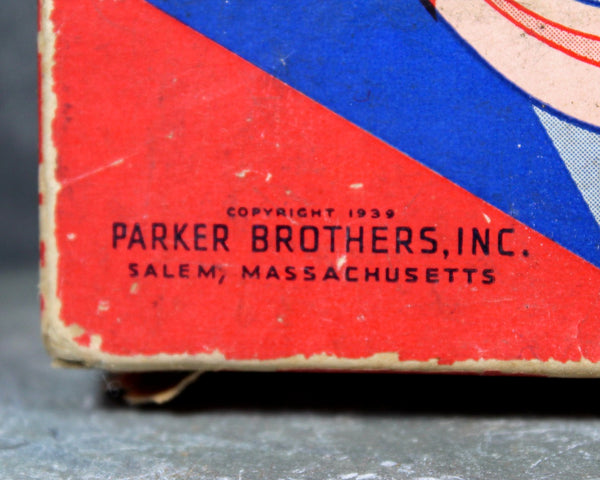 COPYRIGHT 1939
PARKER BROTHERS, INC.
SALEM, MASSACHUSETTS